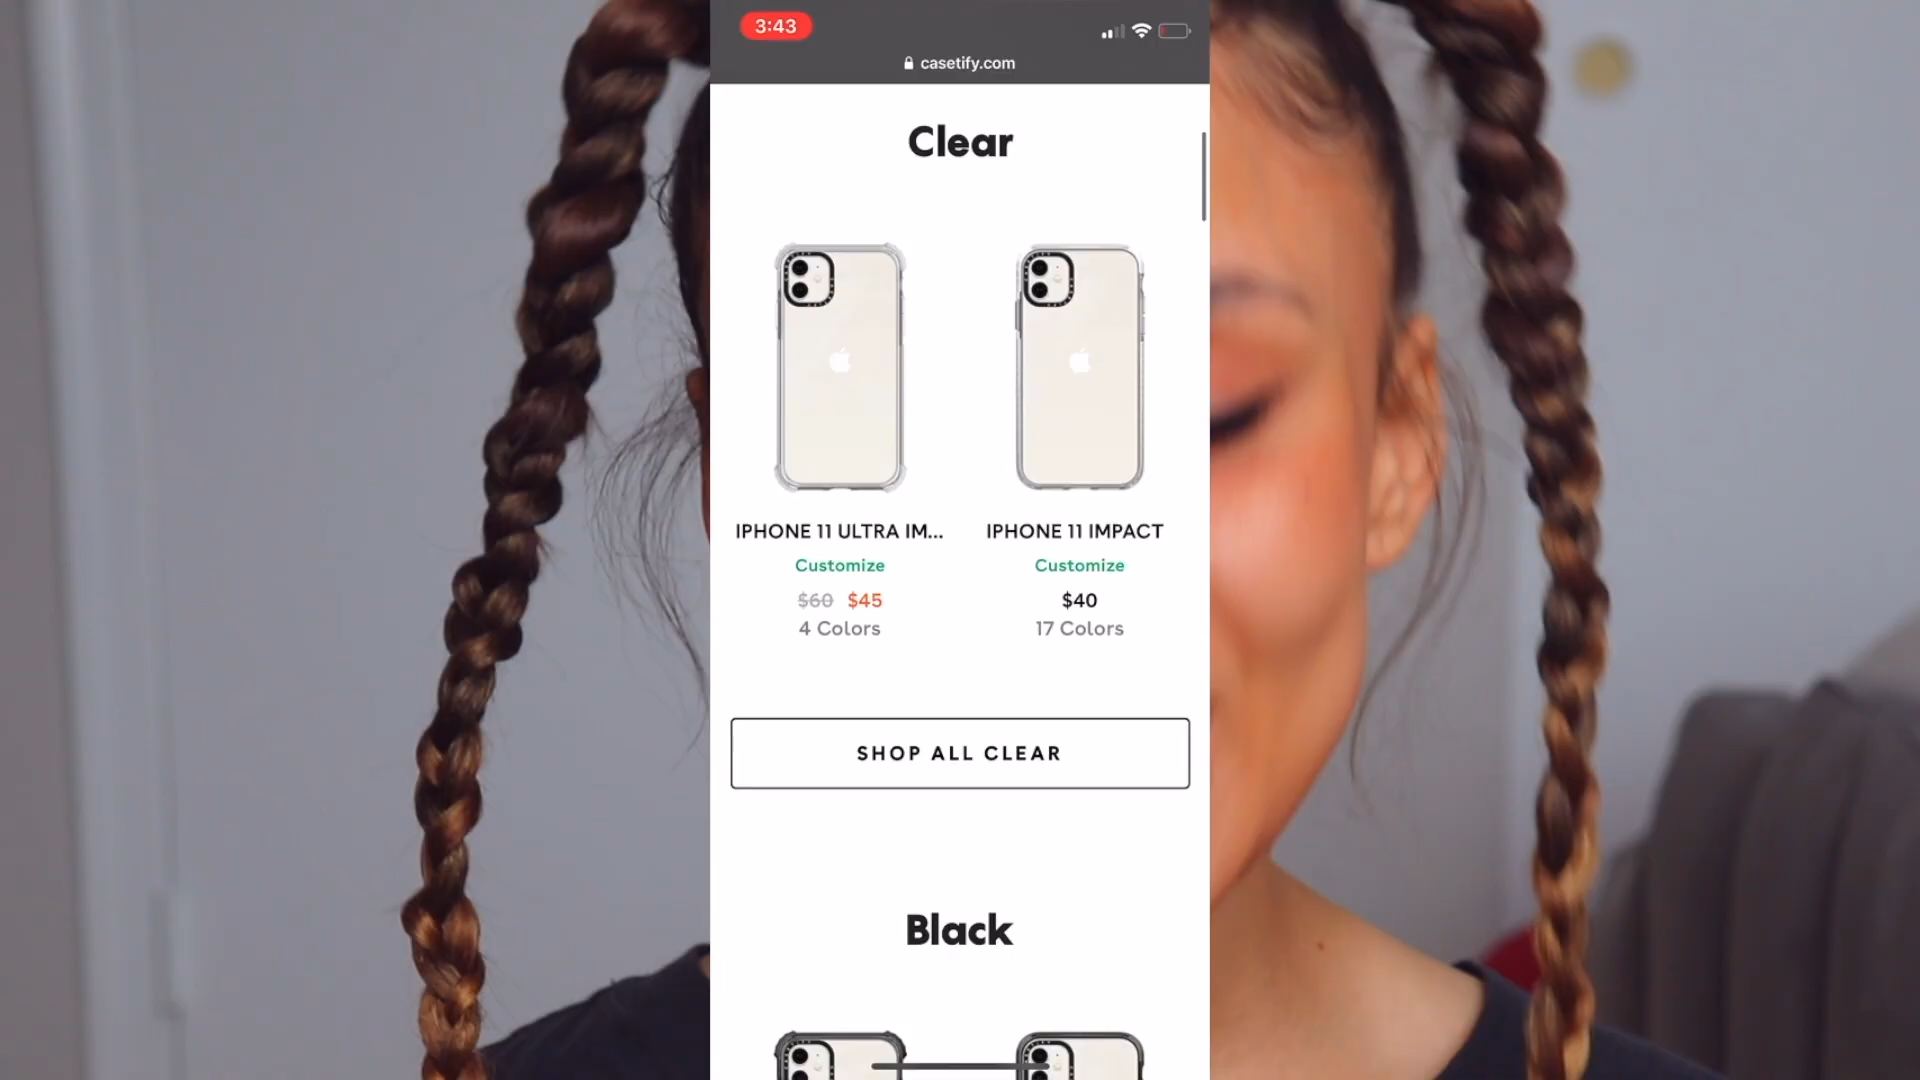 3:43
casetify.com
Clear
IPHONE 11 ULTRA IM...
Customize
$60 $45
4 Colors
IPHONE 11 IMPACT
Customize
$40
17 Colors
SHOP ALL CLEAR
Black